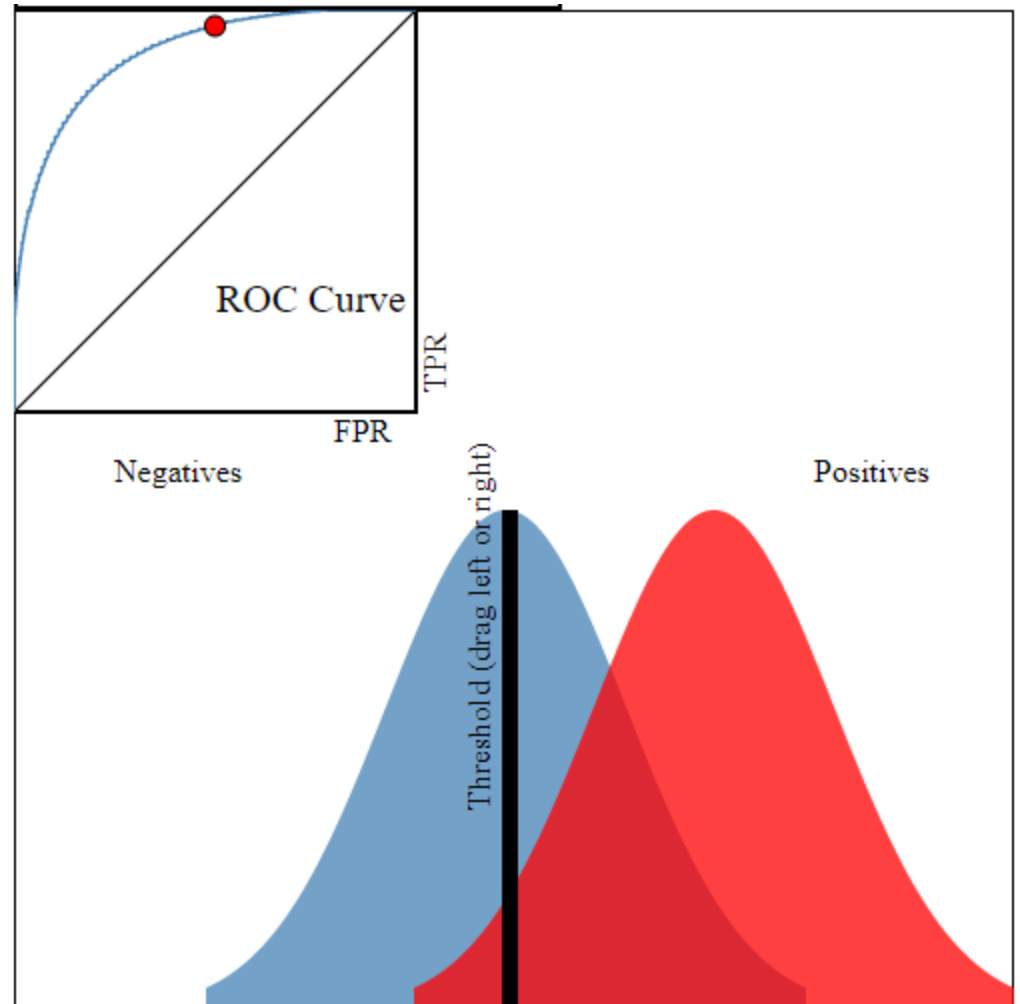 ROC Curve
TPR
FPR
Negatives
Positives
Threshold (drag left or right)